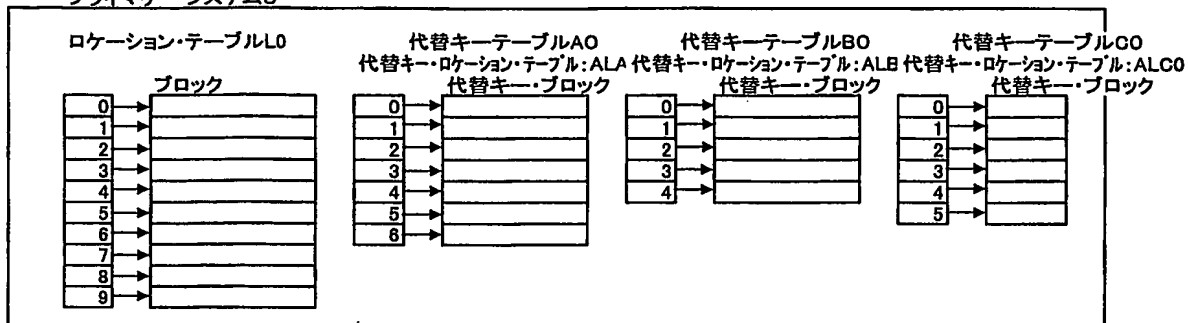 ロケーション・テーブルL0
ブロック
0
1
2
3
4
5
6
7
8
9
代替キーテーブルA0
代替キー・ロケーション・テーブル:ALA
代替キー・ブロック
0
1
2
3
4
5
6
代替キーテーブルB0
代替キー・ロケーション・テーブル:ALB
代替キー・ブロック
0
1
2
3
4
代替キーテーブルC0
代替キー・ロケーション・テーブル:ALC0
代替キー・ブロック
0
1
2
3
4
5